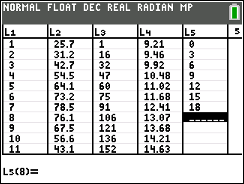 NORMAL FLOAT DEC REAL RADIAN MP
L1 L2 L3 L4 L5 5
1 25.7 1 9.21 0
2 31.2 16 9.46 3
3 42.7 32 9.92 6
4 54.5 47 10.48 9
5 64.1 60 11.02 12
6 73.2 75 11.68 15
7 78.5 91 12.41 18
8 76.1 106 13.07 ------
9 67.5 121 13.68
10 56.6 136 14.21
11 43.1 152 14.63
L5(8)=